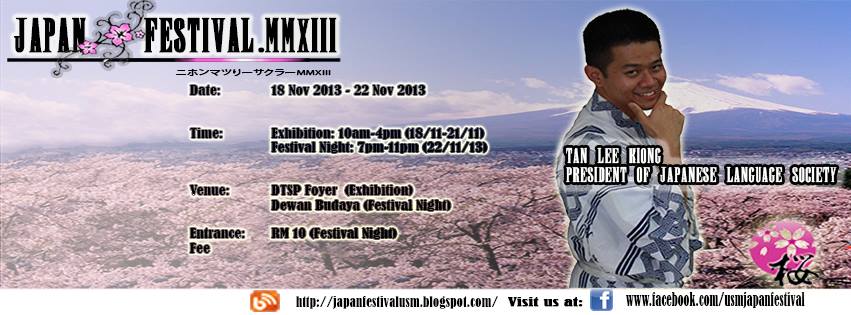 JAPAN FESTIVAL.MMXIII
ニホンマツリーサクラーMMXIII
Date: 18 Nov 2013 - 22 Nov 2013
Time: Exhibition: 10am-4pm (18/11-21/11)
Festival Night: 7pm-11pm (22/11/13)
Venue: DTSP Foyer (Exhibition)
Dewan Budaya (Festival Night)
Entrance: RM 10 (Festival Night)
Fee
TAN LEE KIONG
PRESIDENT OF JAPANESE LANGUAGE SOCIETY
桜
http://japanfestivalusm.blogspot.com/ Visit us at: f www.facebook.com/usmjapanfestival